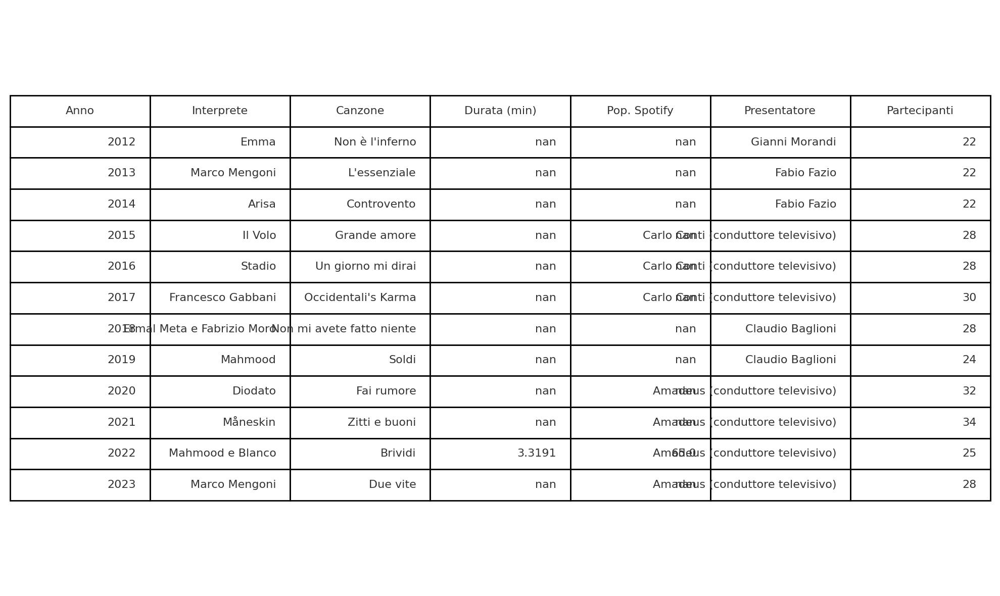 Anno Interprete Canzone Durata (min) Pop. Spotify Presentatore Partecipanti
2012 Emma Non è l'inferno nan nan Gianni Morandi 22
2013 Marco Mengoni L'essenziale nan nan Fabio Fazio 22
2014 Arisa Controvento nan nan Fabio Fazio 22
2015 Il Volo Grande amore nan nan Carlo Conti (conduttore televisivo) 28
2016 Stadio Un giorno mi dirai nan nan Carlo Conti (conduttore televisivo) 28
2017 Francesco Gabbani Occidentali's Karma nan nan Carlo Conti (conduttore televisivo) 30
2018 Ermal Meta e Fabrizio Moro Non mi avete fatto niente nan nan Claudio Baglioni 28
2019 Mahmood Soldi nan nan Claudio Baglioni 24
2020 Diodato Fai rumore nan nan Amadeus (conduttore televisivo) 32
2021 Måneskin Zitti e buoni nan nan Amadeus (conduttore televisivo) 34
2022 Mahmood e Blanco Brividi 3.3191 65.0 Amadeus (conduttore televisivo) 25
2023 Marco Mengoni Due vite nan nan Amadeus (conduttore televisivo) 28